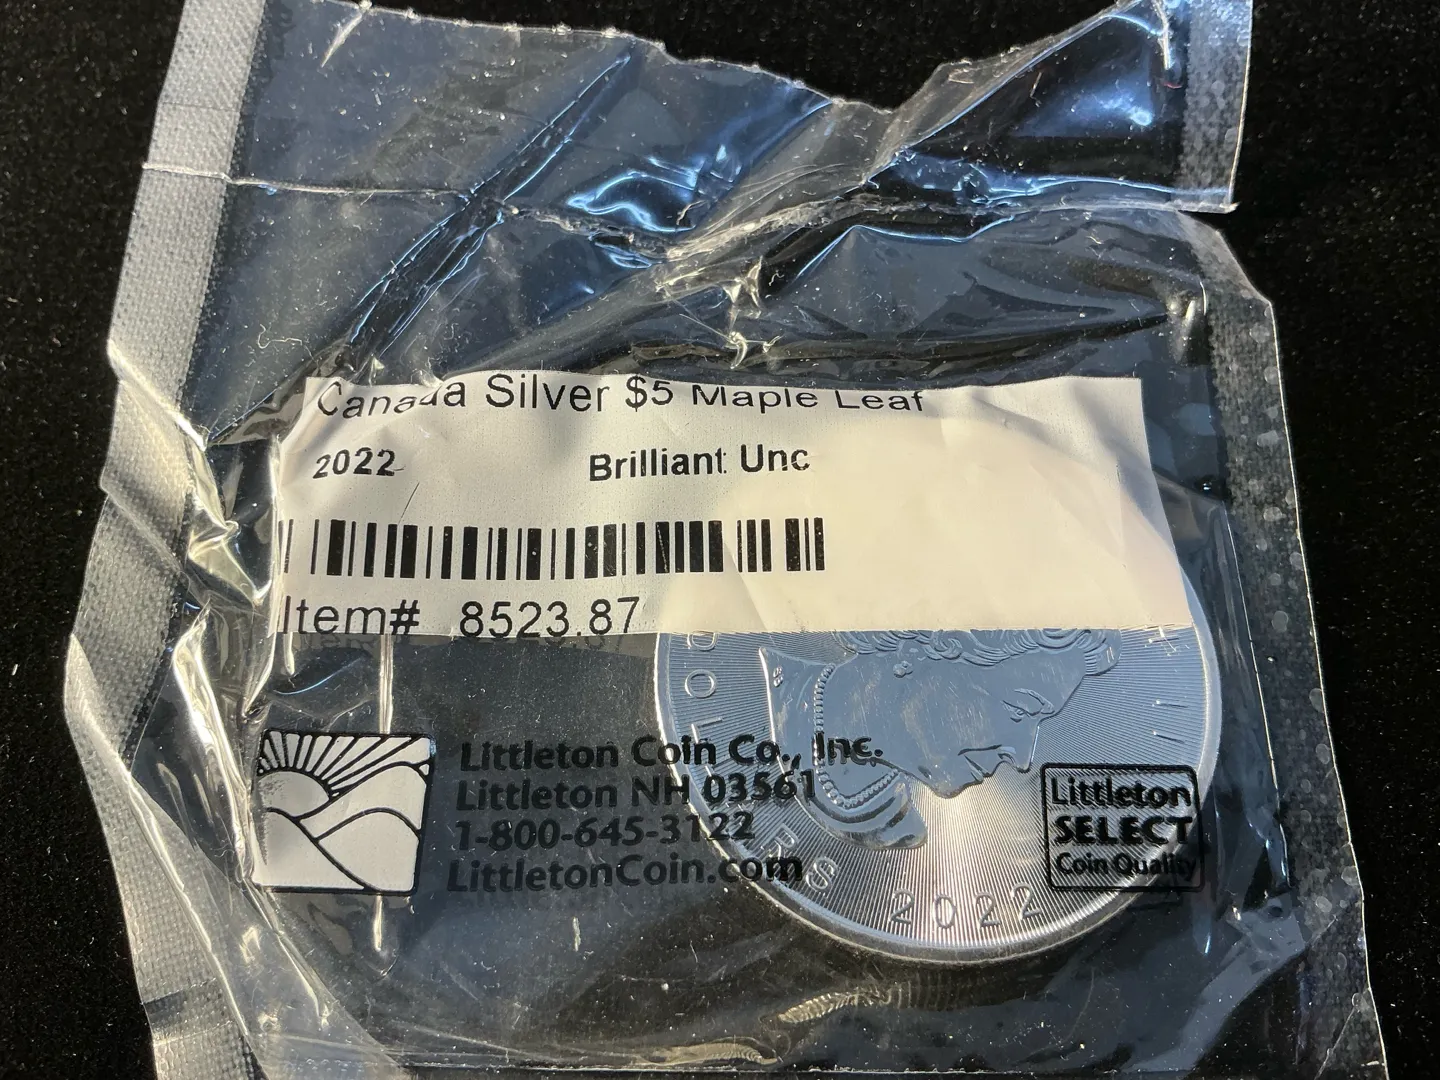 Canada Silver $5 Maple Leaf
2022 Brilliant Unc
Item# 8523.87
Littleton Coin Co., Inc.
Littleton NH 03561
1-800-645-3122
LittletonCoin.com
Littleton
SELECT
Coin Quality
2022